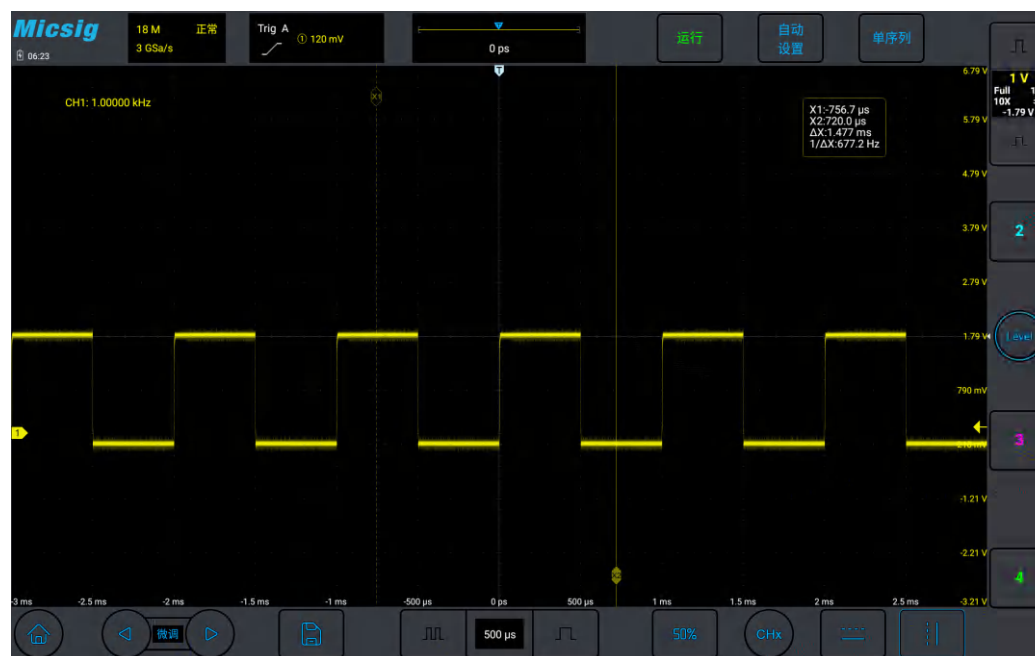 Micsig
06:23
18 M 正常
3 GSa/s
Trig A
① 120 mV
T
0 ps
运行
自动
设置
单序列
T
6.79 V
CH1: 1.00000 kHz
X1
X1:-756.7 μs
X2:720.0 μs
ΔX:1.477 ms
1/ΔX:677.2 Hz
1 V
Full 1
10X
-1.79 V
5.79 V
4.79 V
3.79 V
2
2.79 V
1.79 V
Level
790 mV
1
3
-1.21 V
-2.21 V
X2
4
-3.21 V
-3 ms
-2.5 ms
-2 ms
-1.5 ms
-1 ms
-500 μs
0 ps
500 μs
1 ms
1.5 ms
2 ms
2.5 ms
微调
500 μs
50%
CHx